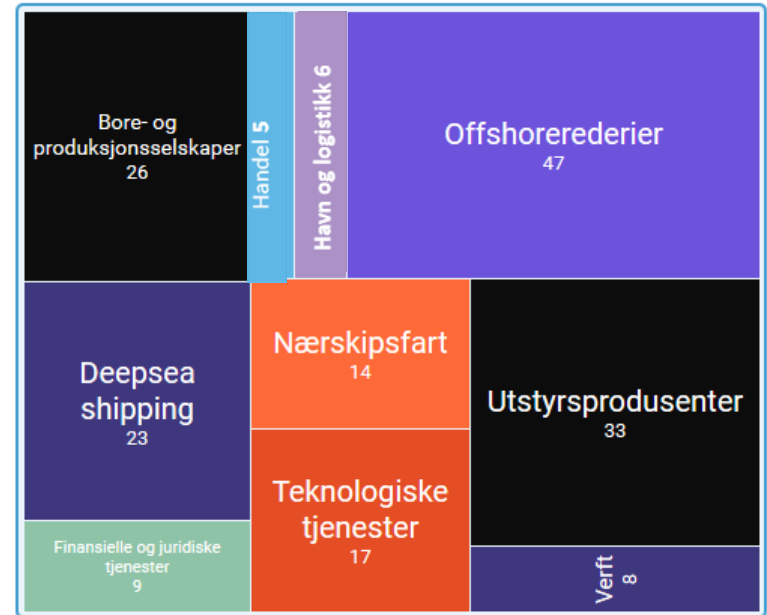 Bore- og
produksjonsselskaper
26
Handel 5
Havn og logistikk 6
Offshorerederier
47
Deepsea
shipping
23
Nærskipsfart
14
Utstyrsprodusenter
33
Teknologiske
tjenester
17
Finansielle og juridiske
tjenester
9
Verft
8